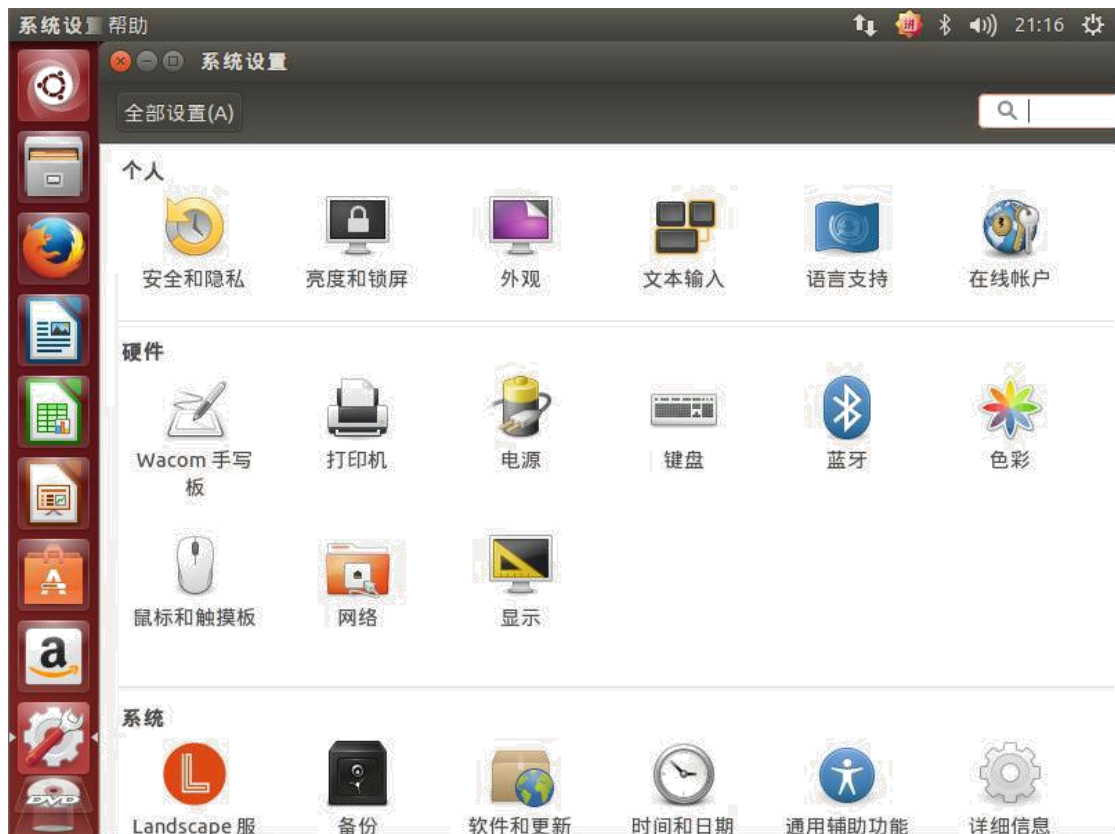 系统设置 帮助
21:16
系统设置
全部设置(A)
个人
安全和隐私 亮度和锁屏 外观 文本输入 语言支持 在线帐户
硬件
Wacom 手写板 打印机 电源 键盘 蓝牙 色彩
鼠标和触摸板 网络 显示
系统
Landscape 服 备份 软件和更新 时间和日期 通用辅助功能 详细信息
拼
a
DVD